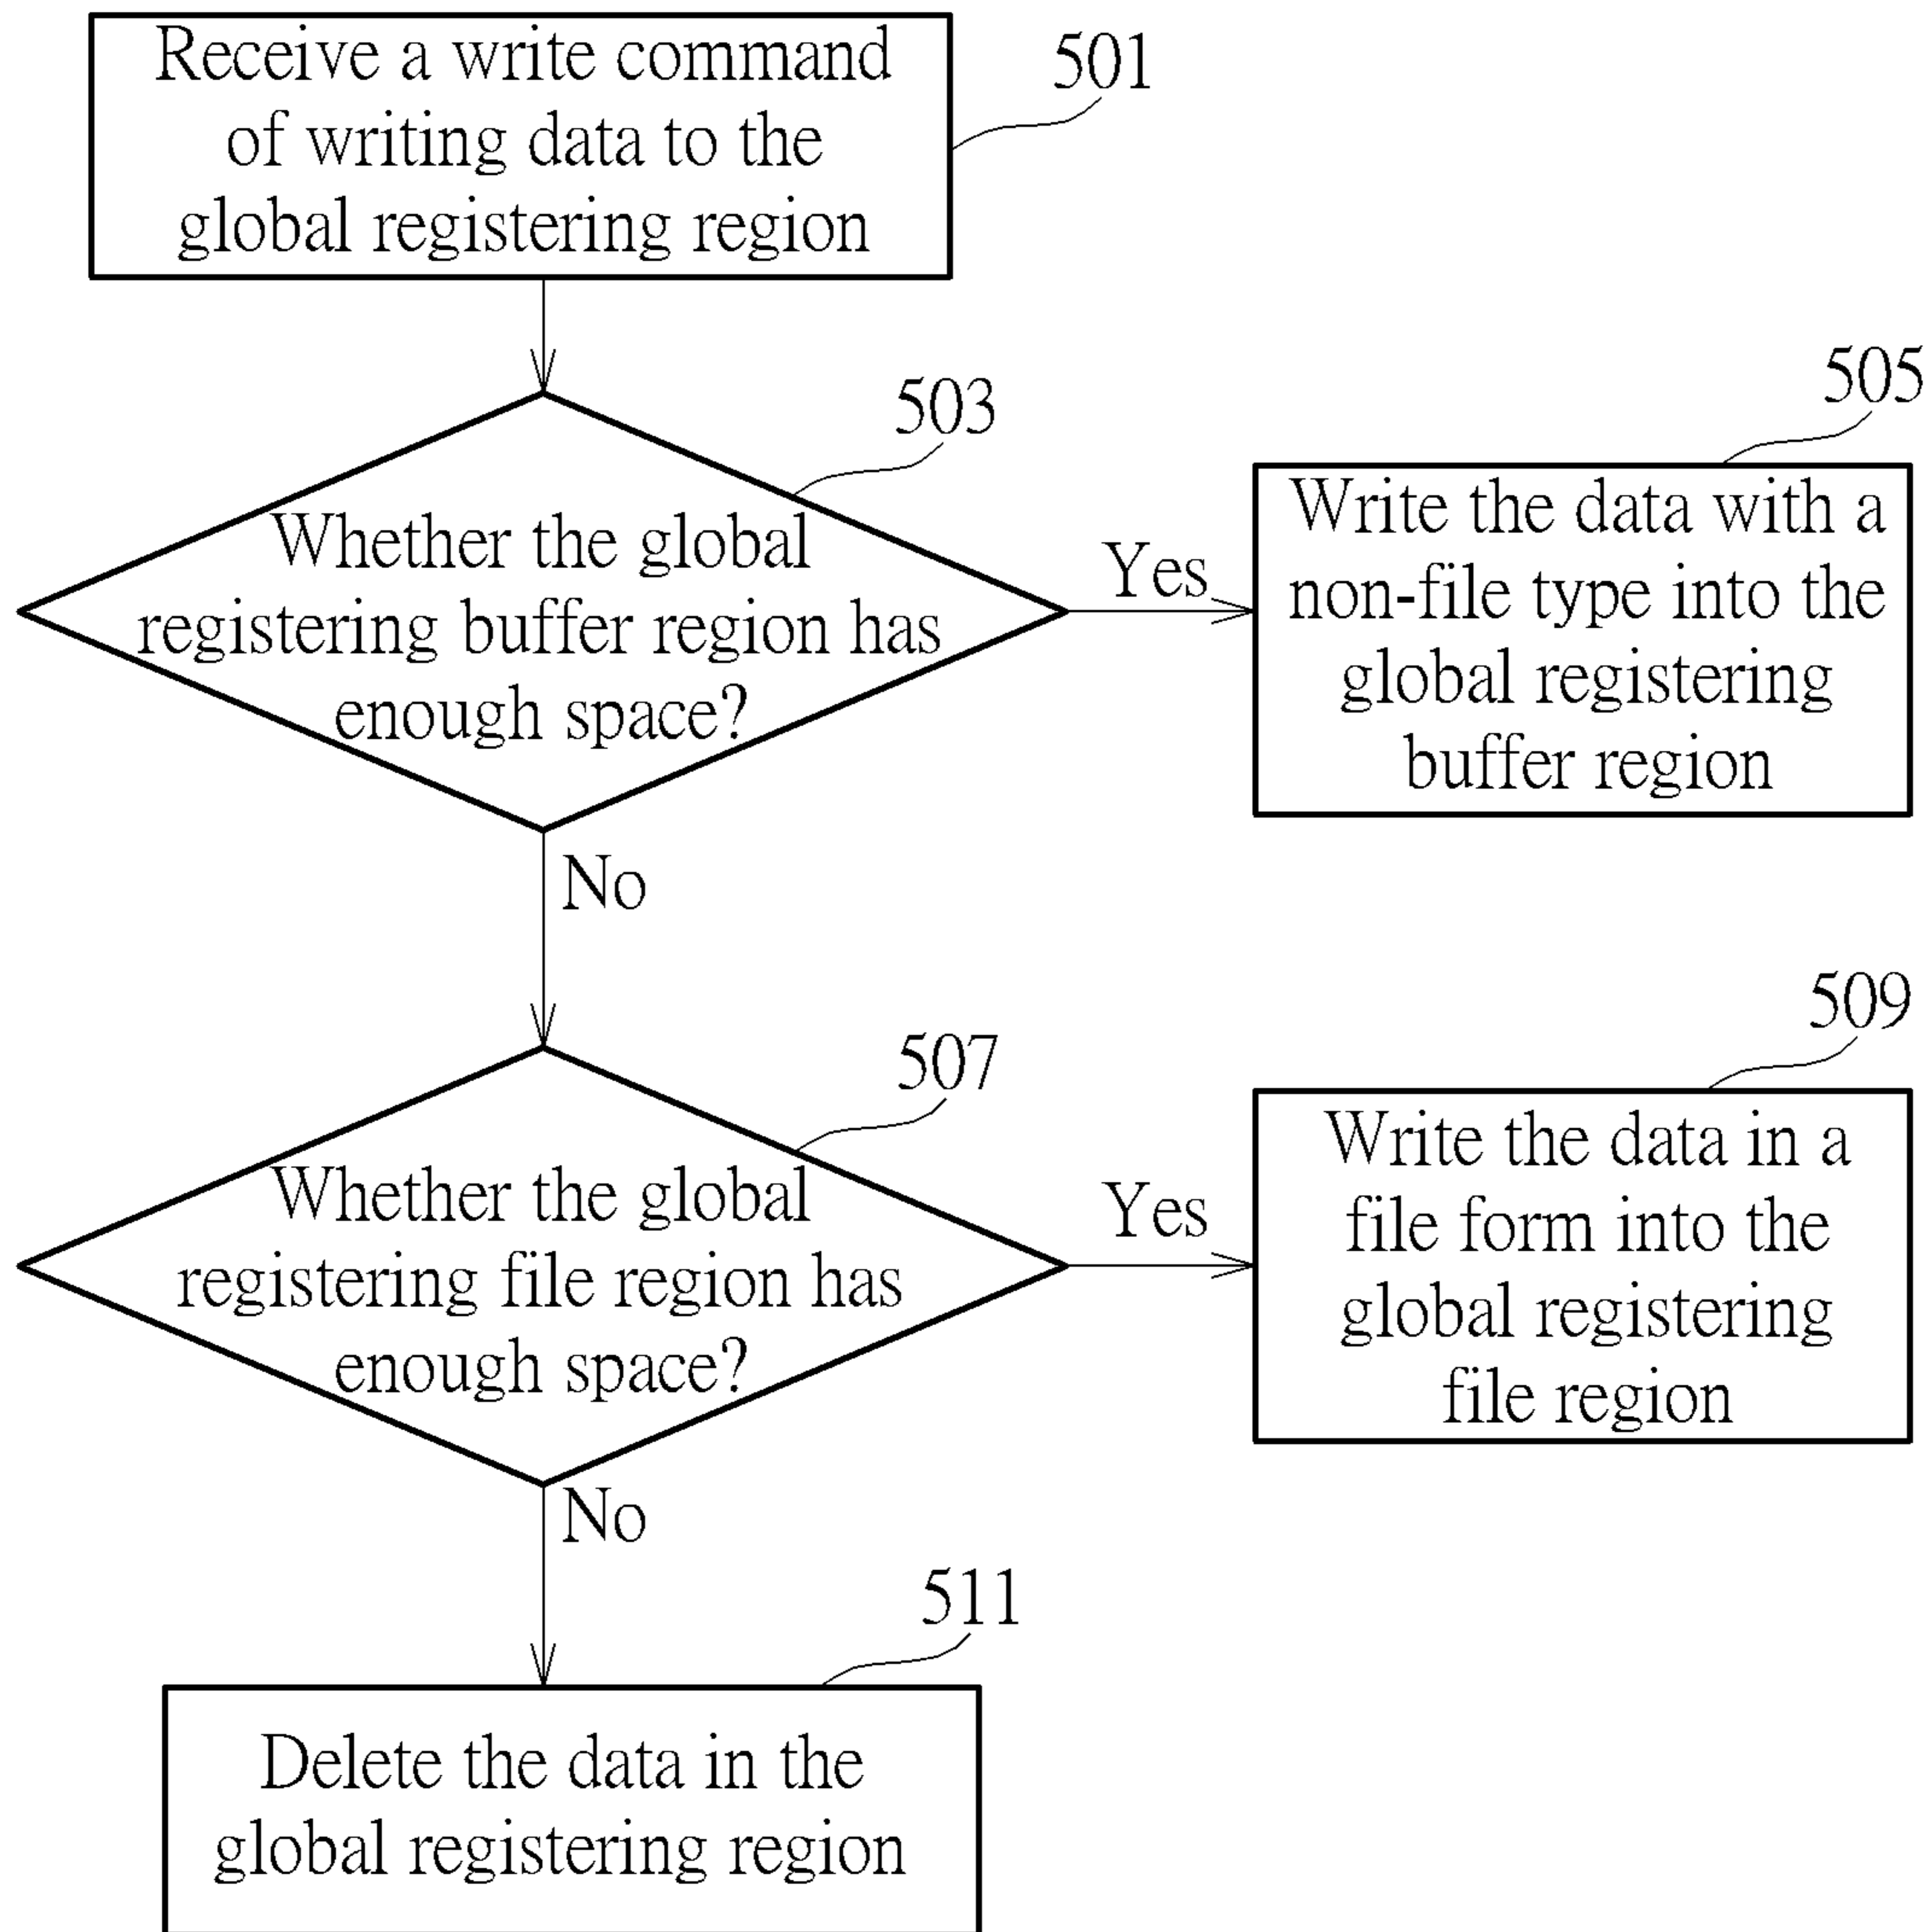 Receive a write command
of writing data to the
global registering region
501
503
Whether the global
registering buffer region has
enough space?
Yes
505
Write the data with a
non-file type into the
global registering
buffer region
No
507
Whether the global
registering file region has
enough space?
Yes
509
Write the data in a
file form into the
global registering
file region
No
511
Delete the data in the
global registering region